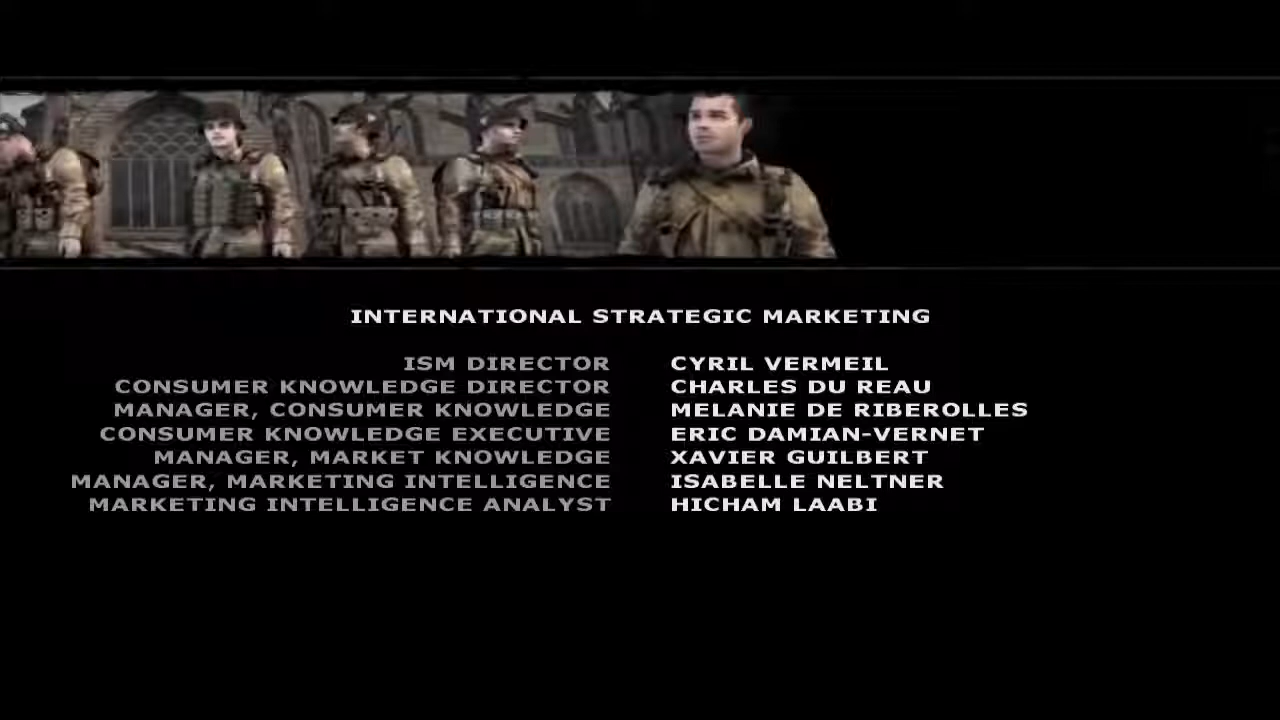 INTERNATIONAL STRATEGIC MARKETING
ISM DIRECTOR CYRIL VERMEIL
CONSUMER KNOWLEDGE DIRECTOR CHARLES DU REAU
MANAGER, CONSUMER KNOWLEDGE MELANIE DE RIBEROLLES
CONSUMER KNOWLEDGE EXECUTIVE ERIC DAMIAN-VERNET
MANAGER, MARKET KNOWLEDGE XAVIER GUILBERT
MANAGER, MARKETING INTELLIGENCE ISABELLE NELTNER
MARKETING INTELLIGENCE ANALYST HICHAM LAABI